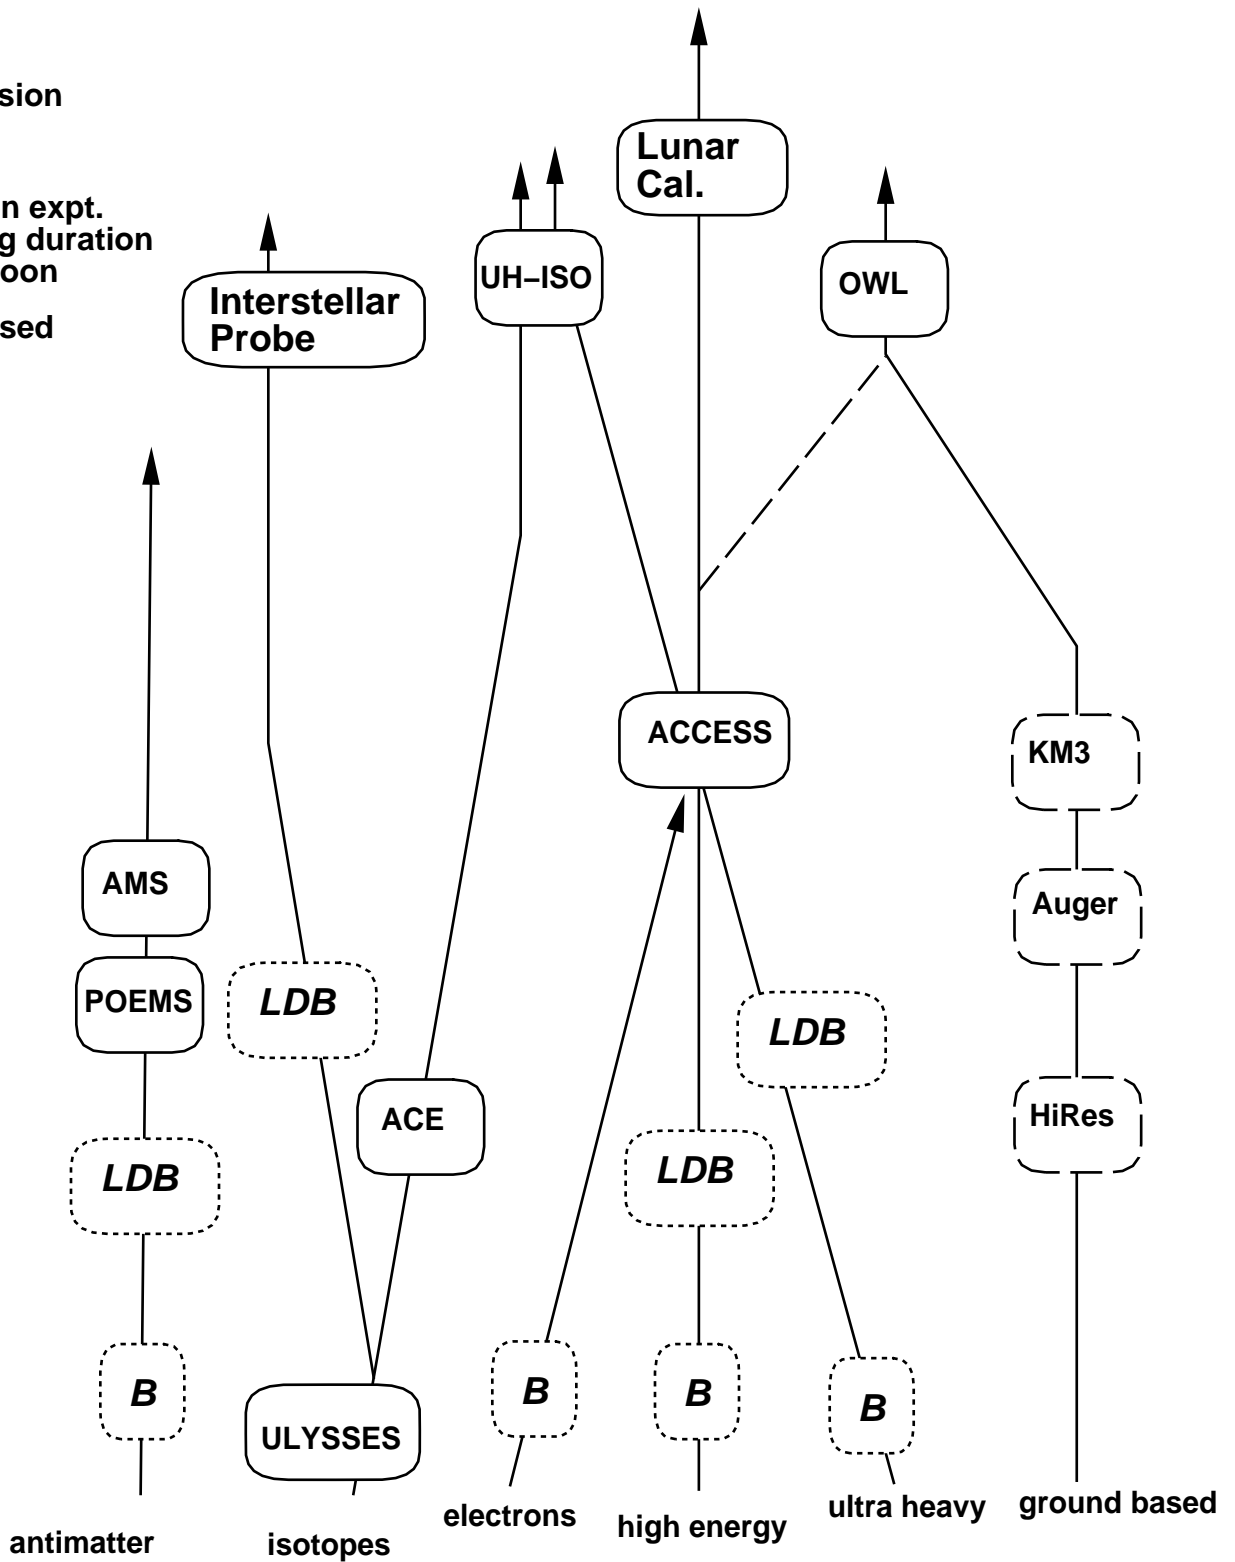 sion
n expt.
g duration
oon
sed
Lunar
Cal.
UH–ISO
OWL
Interstellar
Probe
ACCESS
KM3
AMS
Auger
POEMS
LDB
LDB
ACE
HiRes
LDB
LDB
B
B
B
B
ULYSSES
electrons
ultra heavy
ground based
high energy
antimatter
isotopes
LDB